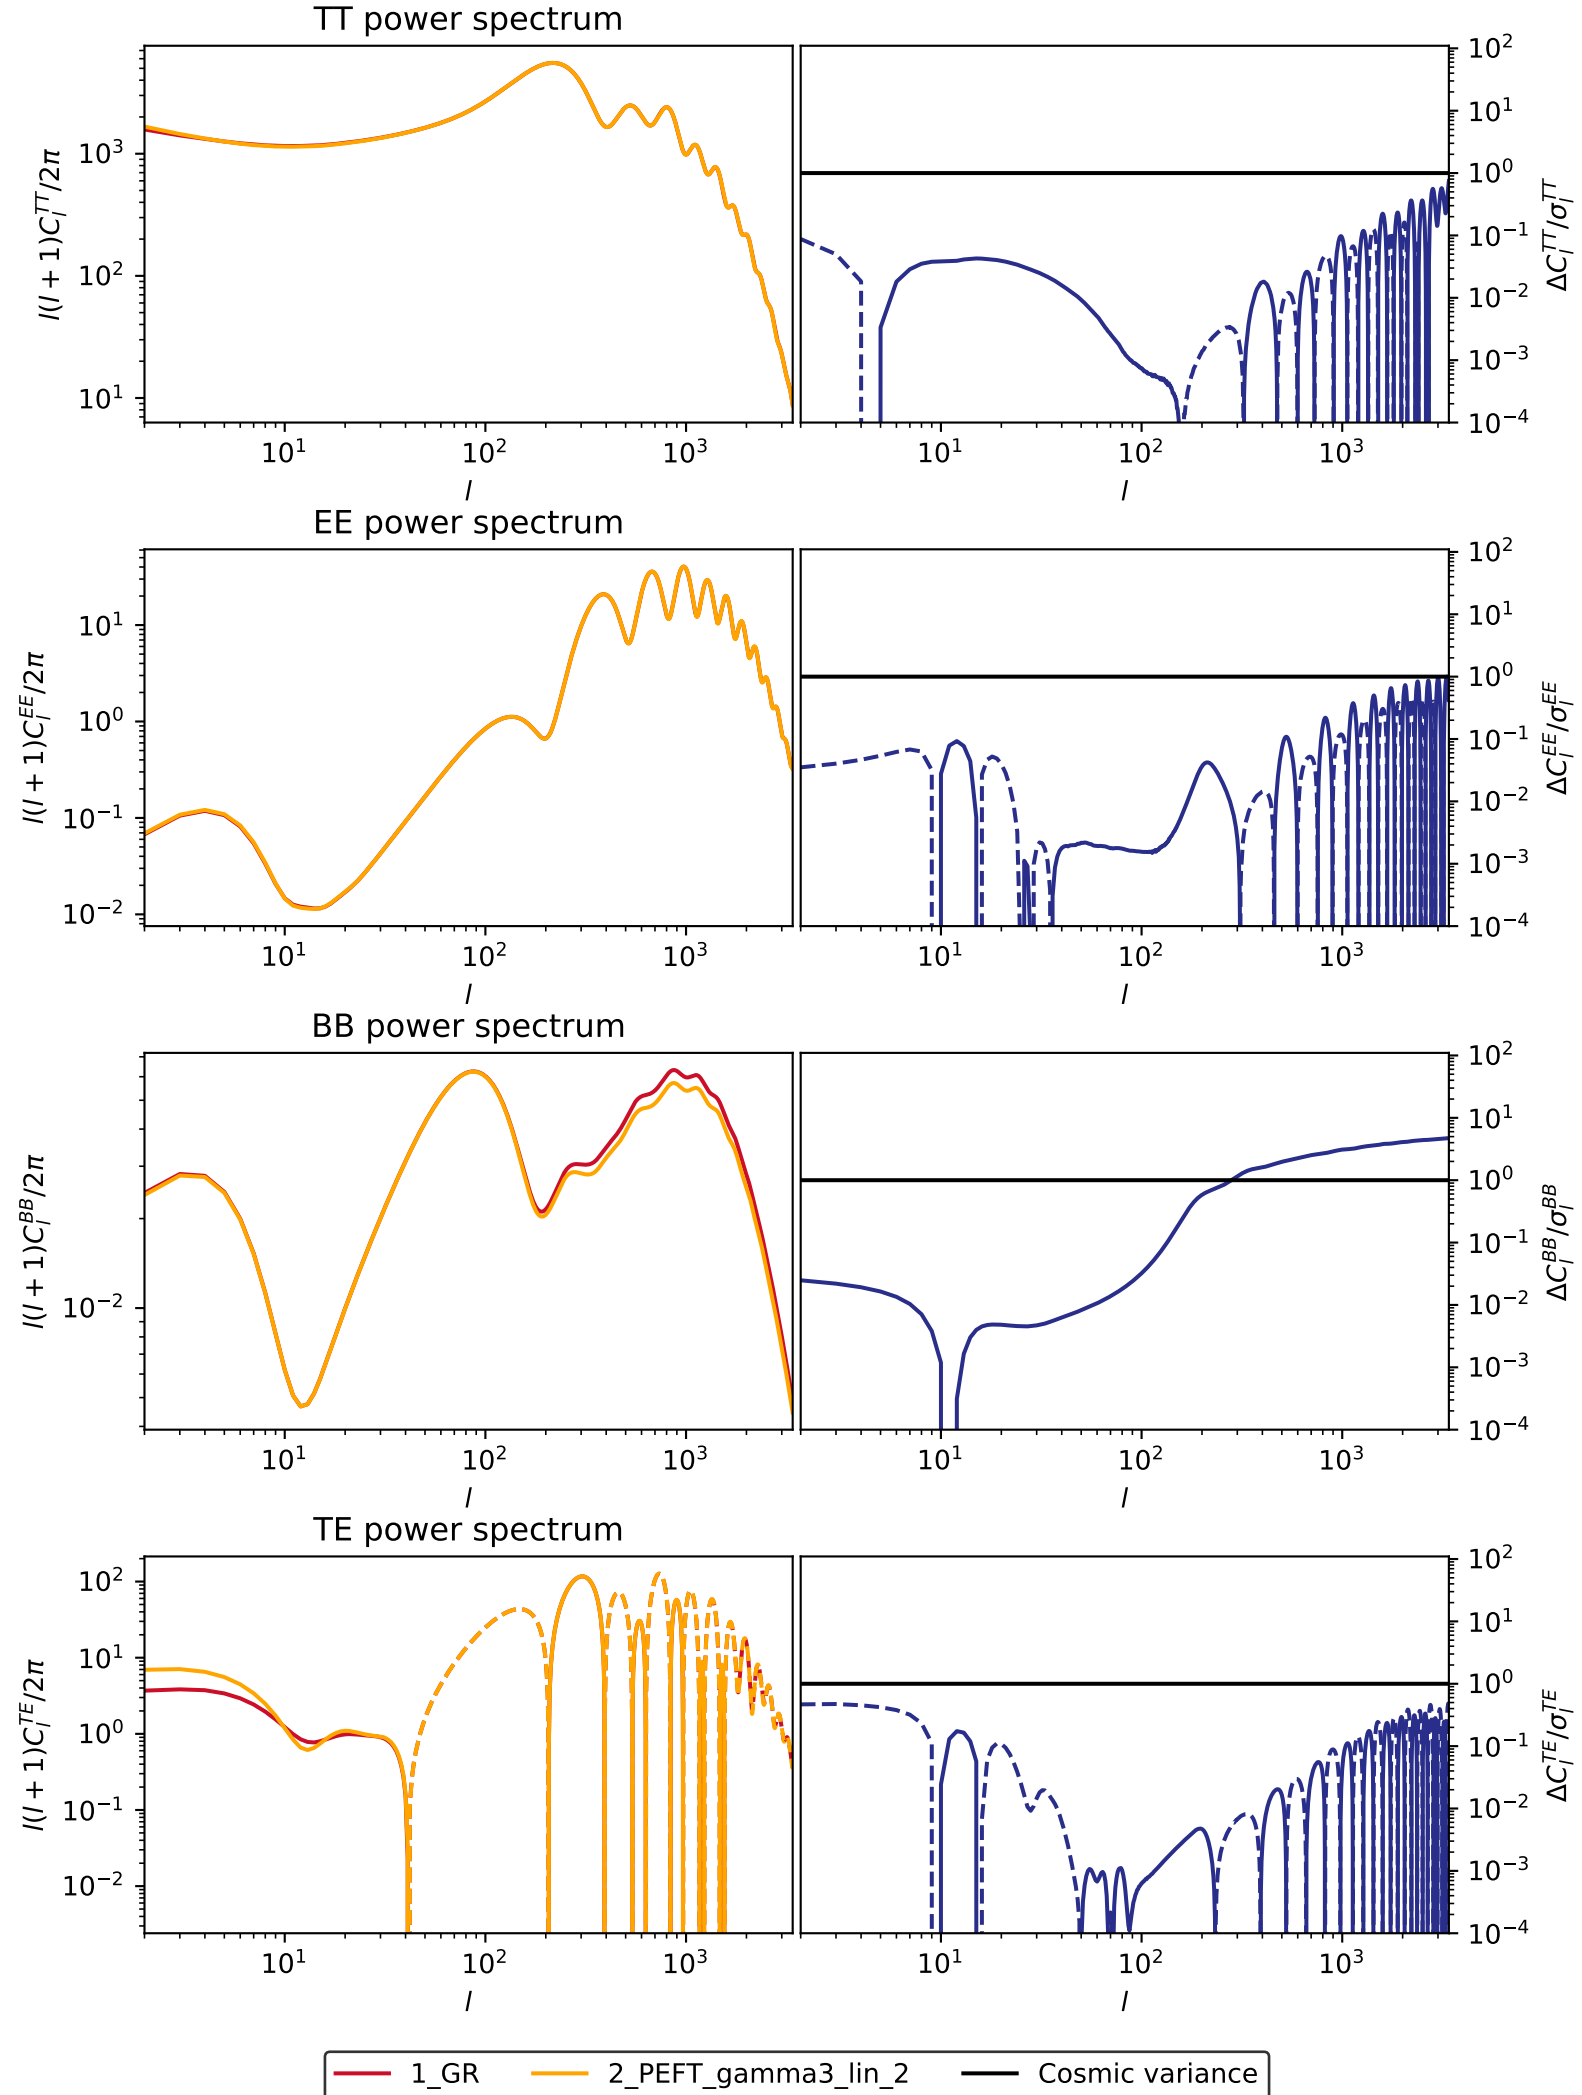 TT power spectrum
l(l + 1)C_l^{TT}/2π
10^3
10^2
10^1
10^1 10^2 10^3
l
10^2
10^1
10^0
10^{-1}
10^{-2}
10^{-3}
10^{-4}
ΔC_l^{TT}/σ_l^{TT}
10^1 10^2 10^3
l
EE power spectrum
l(l + 1)C_l^{EE}/2π
10^1
10^0
10^{-1}
10^{-2}
10^1 10^2 10^3
l
10^2
10^1
10^0
10^{-1}
10^{-2}
10^{-3}
10^{-4}
ΔC_l^{EE}/σ_l^{EE}
10^1 10^2 10^3
l
BB power spectrum
l(l + 1)C_l^{BB}/2π
10^{-2}
10^1 10^2 10^3
l
10^2
10^1
10^0
10^{-1}
10^{-2}
10^{-3}
10^{-4}
ΔC_l^{BB}/σ_l^{BB}
10^1 10^2 10^3
l
TE power spectrum
l(l + 1)C_l^{TE}/2π
10^2
10^1
10^0
10^{-1}
10^{-2}
10^1 10^2 10^3
l
10^2
10^1
10^0
10^{-1}
10^{-2}
10^{-3}
10^{-4}
ΔC_l^{TE}/σ_l^{TE}
10^1 10^2 10^3
l
1_GR 2_PEFT_gamma3_lin_2 Cosmic variance